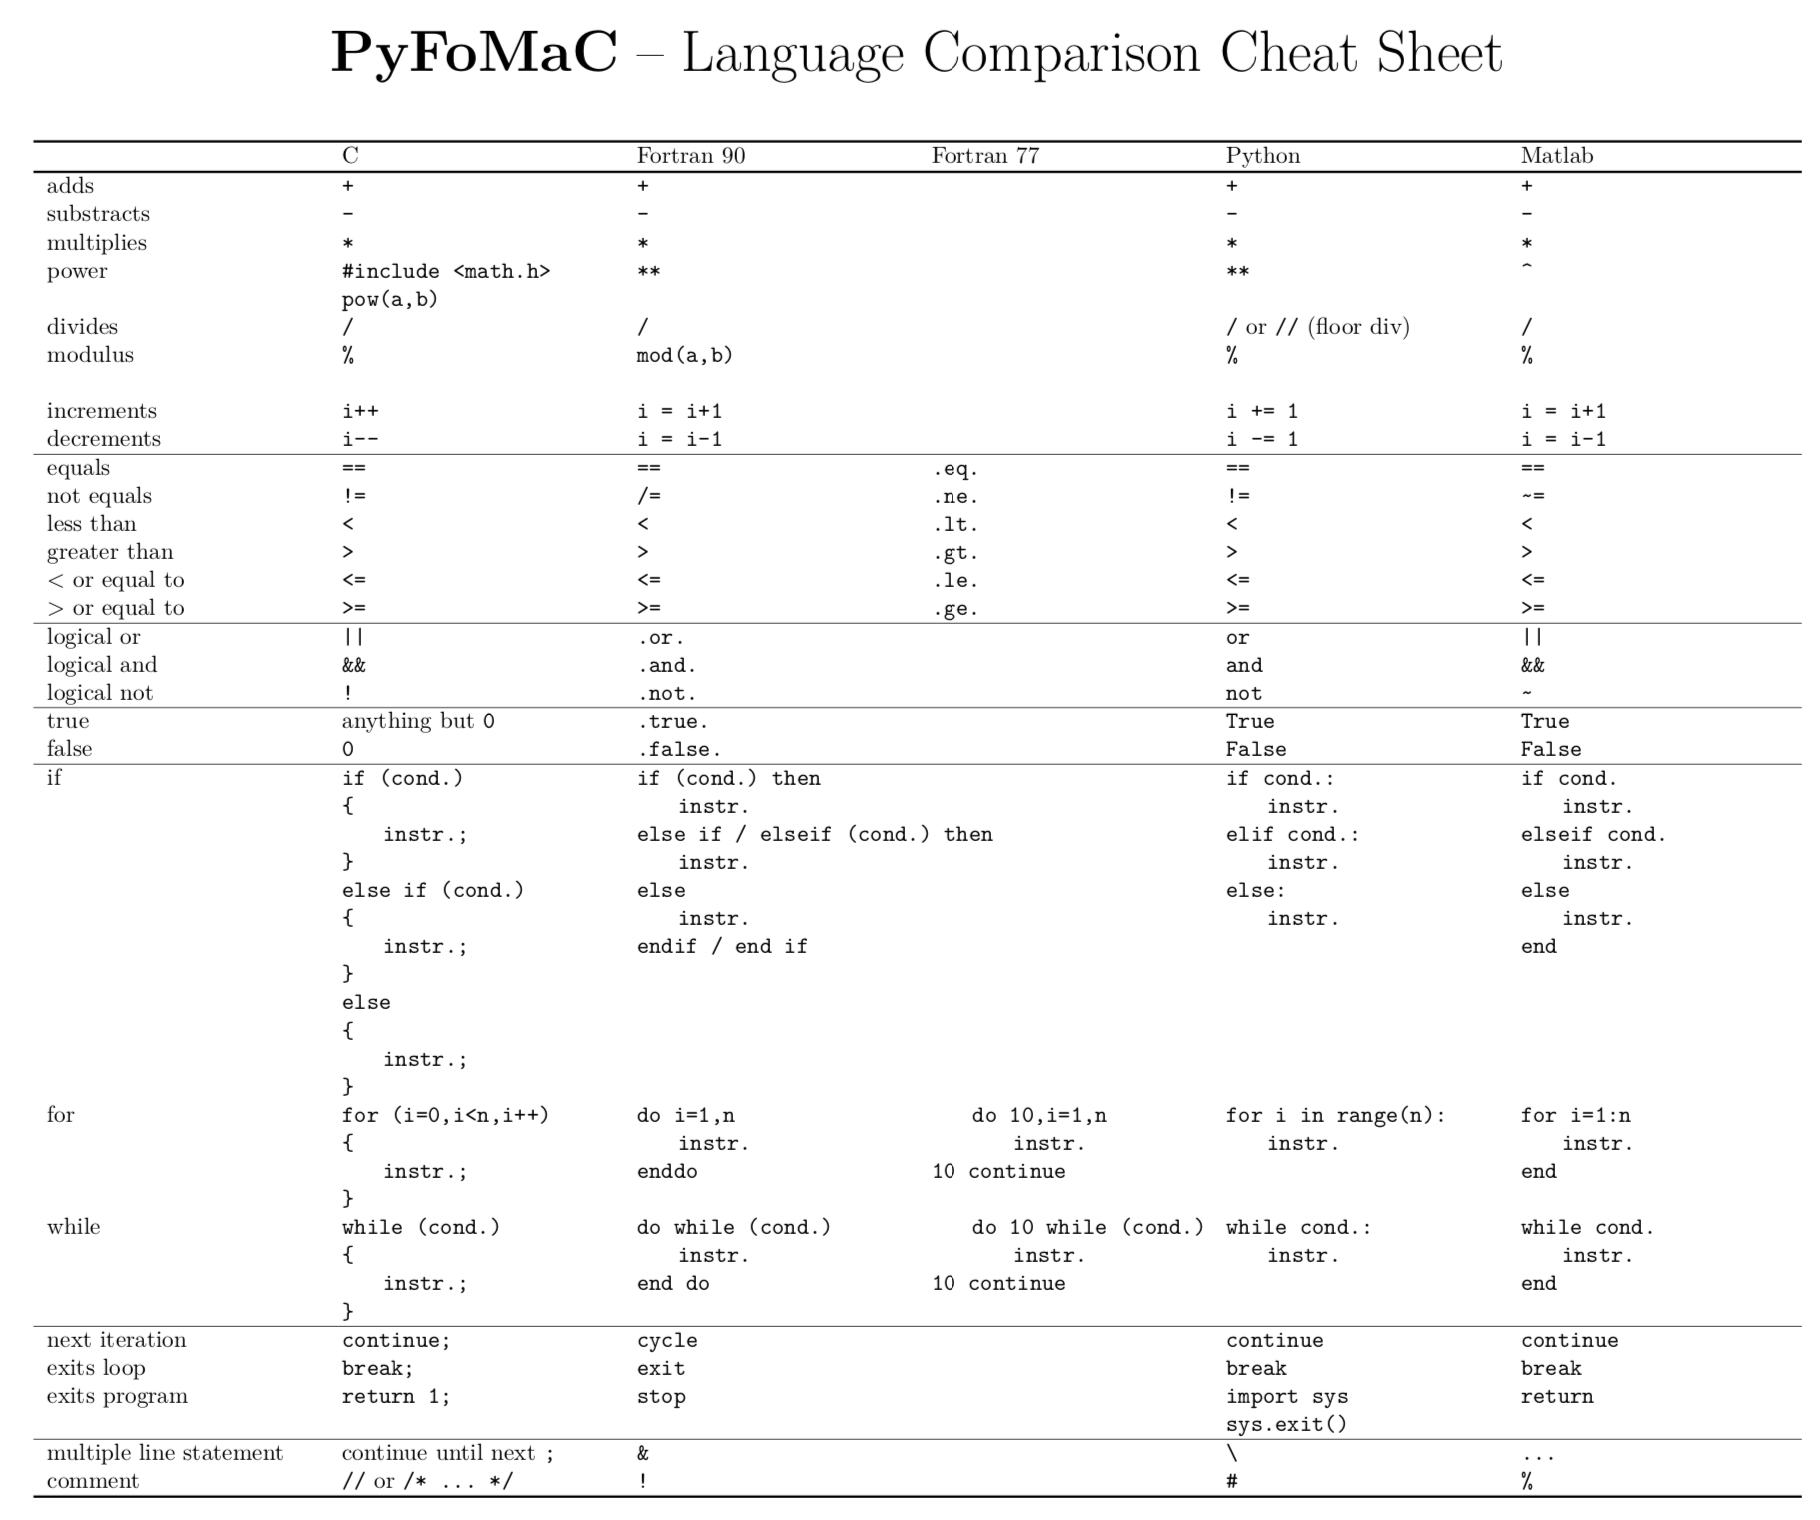 PyFoMaC – Language Comparison Cheat Sheet
C Fortran 90 Fortran 77 Python Matlab
adds + + + +
substracts - - - -
multiplies * * * *
power #include <math.h> ** ** ^
pow(a,b)
divides / / / or // (floor div) /
modulus % mod(a,b) % %
increments i++ i = i+1 i += 1 i = i+1
decrements i-- i = i-1 i -= 1 i = i-1
equals == == .eq. == ==
not equals != /= .ne. != ~=
less than < < .lt. < <
greater than > > .gt. > >
< or equal to <= <= .le. <= <=
> or equal to >= >= .ge. >= >=
logical or || .or. or ||
logical and && .and. and &&
logical not ! .not. not ~
true anything but 0 .true. True True
false 0 .false. False False
if if (cond.) if (cond.) then if cond.: if cond.
{ instr. instr. instr.
instr.; else if / elseif (cond.) then elif cond.: elseif cond.
} instr. instr. instr.
else if (cond.) else else: else
{ instr. instr. instr.
instr.; endif / end if end
}
else
{
instr.;
}
for for (i=0,i<n,i++) do i=1,n do 10,i=1,n for i in range(n): for i=1:n
{ instr. instr. instr. instr.
instr.; enddo 10 continue end
}
while while (cond.) do while (cond.) do 10 while (cond.) while cond.: while cond.
{ instr. instr. instr. instr.
instr.; end do 10 continue end
}
next iteration continue; cycle continue continue
exits loop break; exit break break
exits program return 1; stop import sys return
sys.exit()
multiple line statement continue until next ; & \ ...
comment // or /* ... */ ! # %